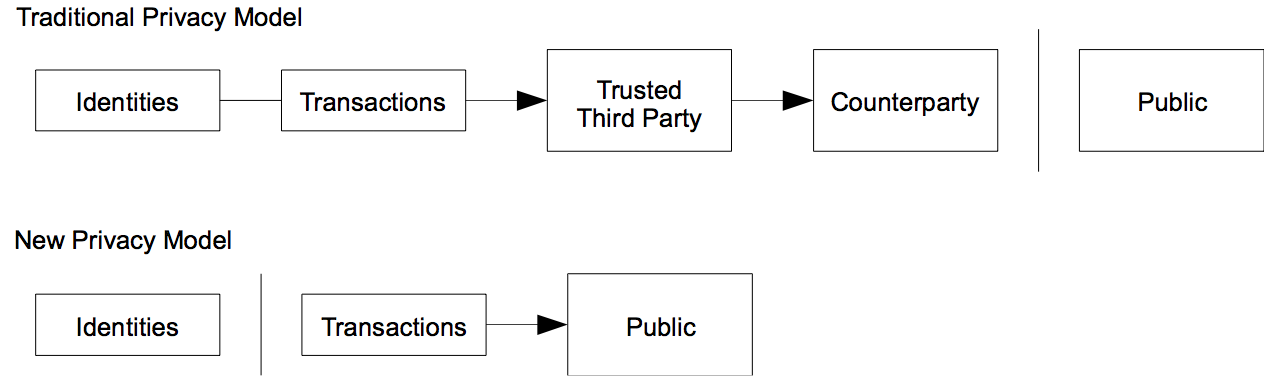 Traditional Privacy Model
Identities
Transactions
Trusted
Third Party
Counterparty
Public
New Privacy Model
Identities
Transactions
Public